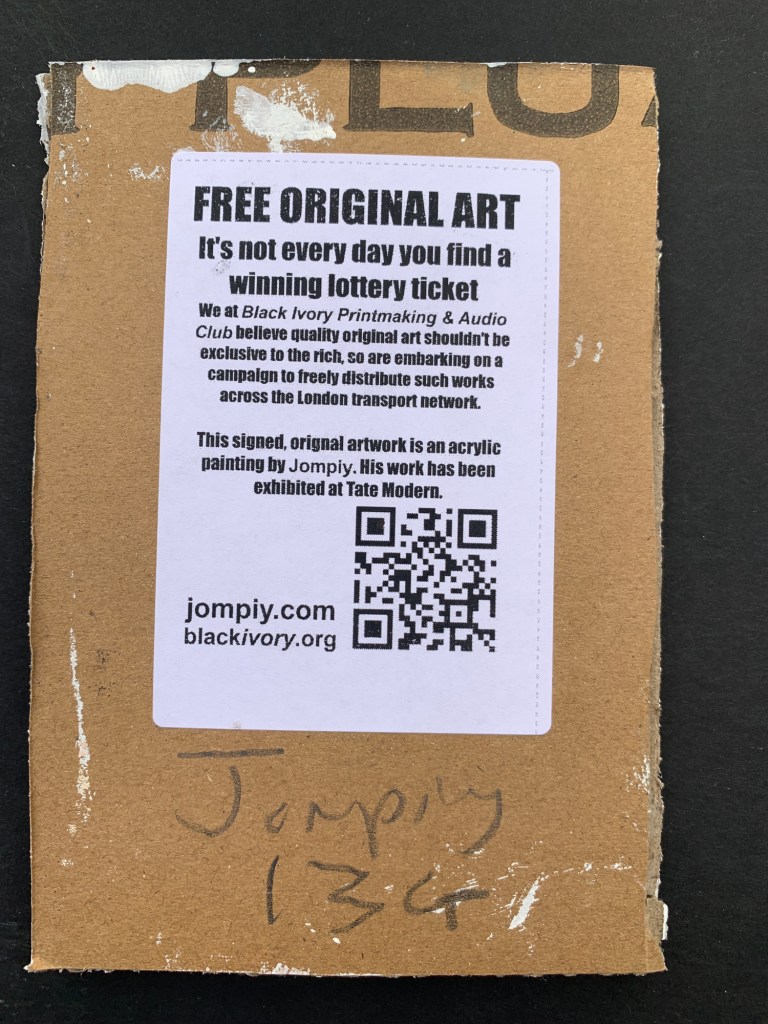 PLU
FREE ORIGINAL ART
It's not every day you find a
winning lottery ticket
We at Black Ivory Printmaking & Audio
Club believe quality original art shouldn't be
exclusive to the rich, so are embarking on a
campaign to freely distribute such works
across the London transport network.
This signed, orignal artwork is an acrylic
painting by Jompiy. His work has been
exhibited at Tate Modern.
jompiy.com
blackivory.org
Jompiy
134